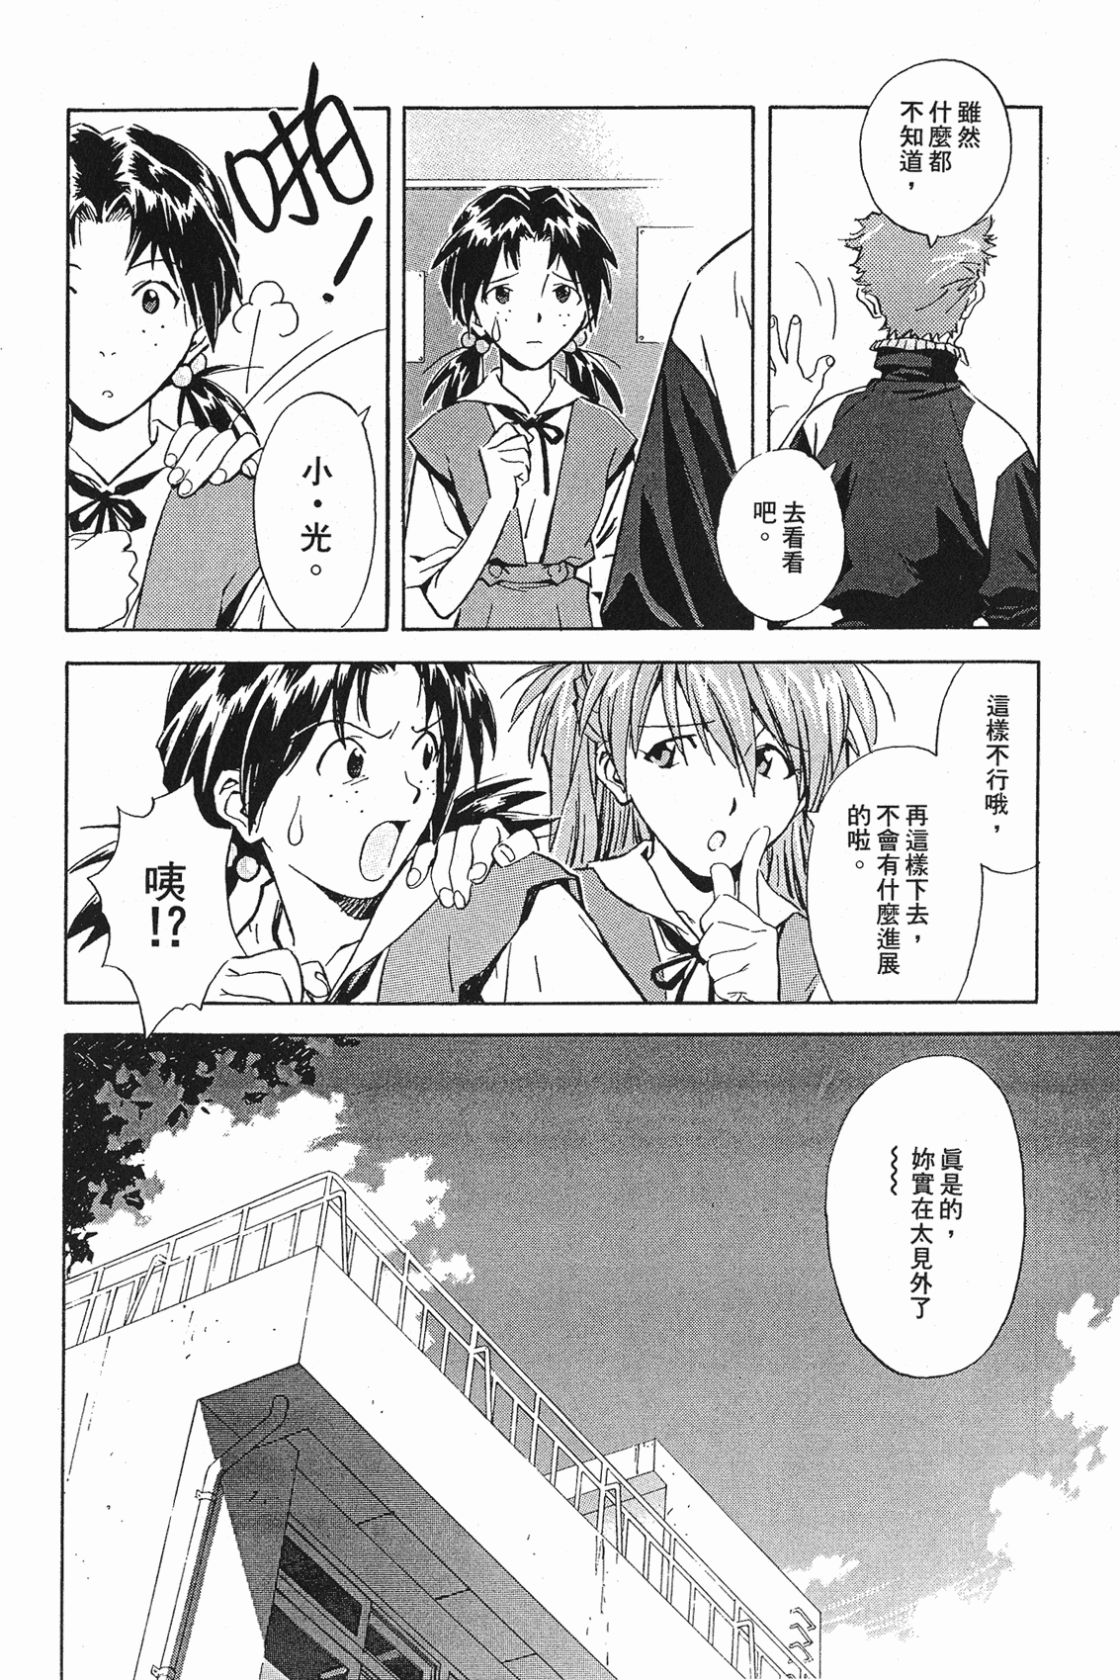 雖然
什麼都
不知道，
去看看
吧。
啪！
小・光。
這樣不行哦，
再這樣下去，
不會有什麼進展
的啦。
咦!?
眞是的，
妳實在太見外了
～～